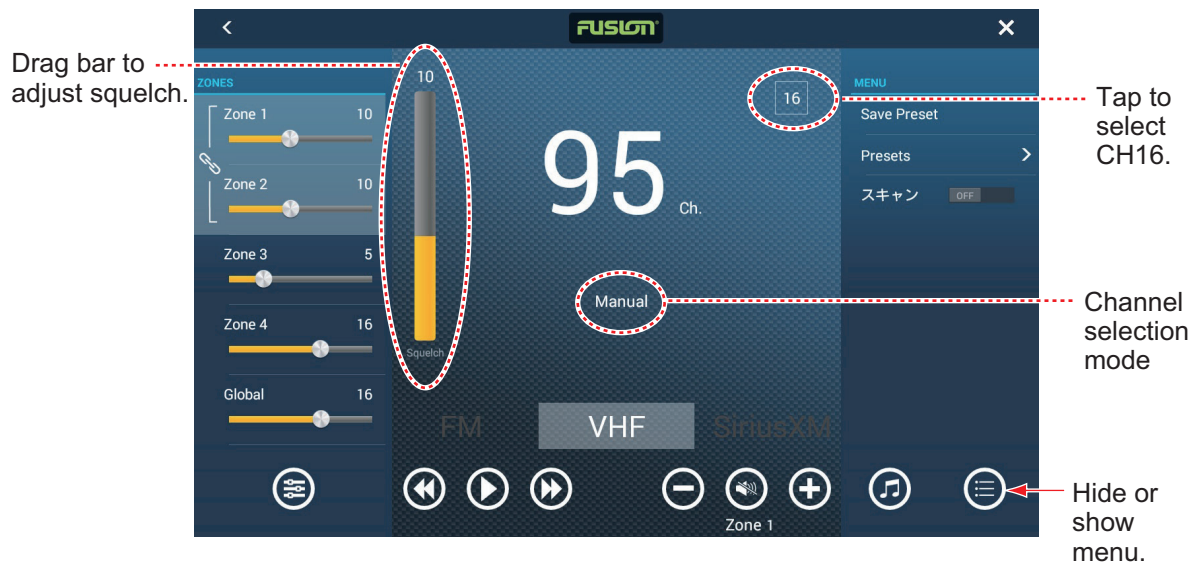 FUSION
Drag bar to
adjust squelch.
ZONES
Zone 1 10
Zone 2 10
Zone 3 5
Zone 4 16
Global 16
10
Squelch
95 Ch.
16
Manual
FM VHF SiriusXM
Zone 1
MENU
Save Preset
Presets
スキャン OFF
Tap to
select
CH16.
Channel
selection
mode
Hide or
show
menu.